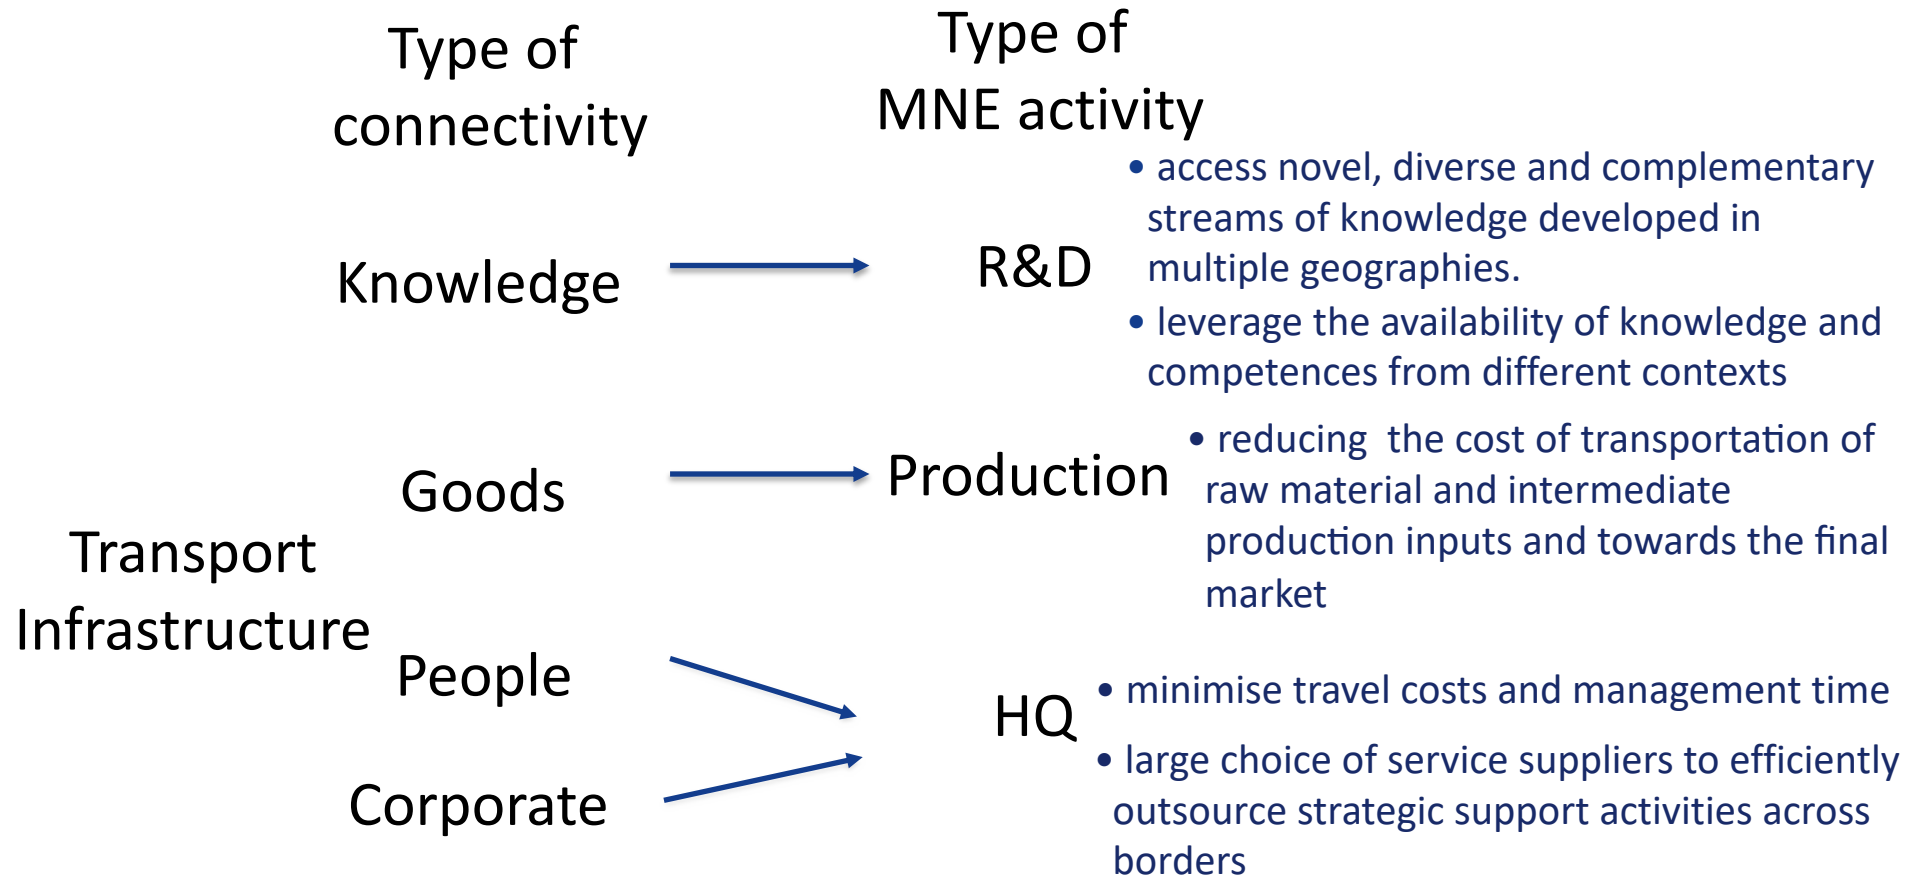 Type of
connectivity
Type of
MNE activity
Knowledge
R&D
• access novel, diverse and complementary
streams of knowledge developed in
multiple geographies.
• leverage the availability of knowledge and
competences from different contexts
Goods
Production
• reducing the cost of transportation of
raw material and intermediate
production inputs and towards the final
market
Transport
Infrastructure
People
Corporate
HQ
• minimise travel costs and management time
• large choice of service suppliers to efficiently
outsource strategic support activities across
borders